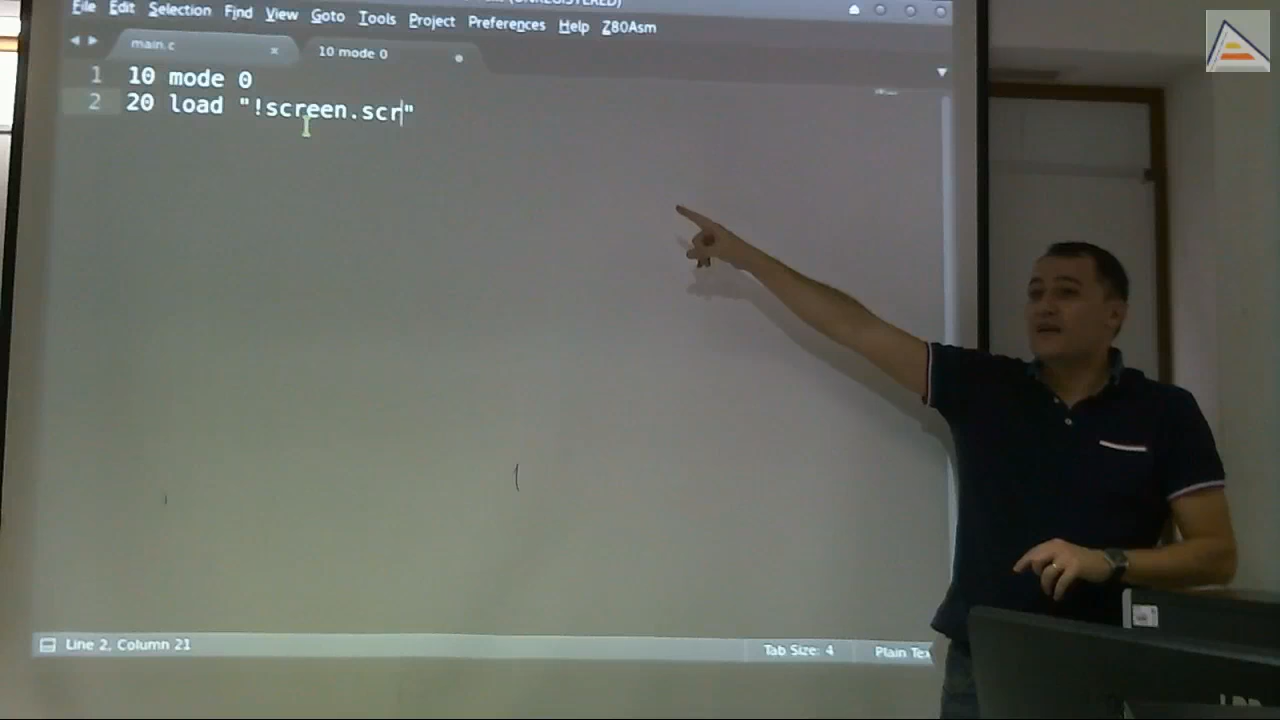 (UNREGISTERED)
File Edit Selection Find View Goto Tools Project Preferences Help Z80Asm
main.c x 10 mode 0
1 10 mode 0
2 20 load "!screen.scr"
Line 2, Column 21 Tab Size: 4 Plain Tex